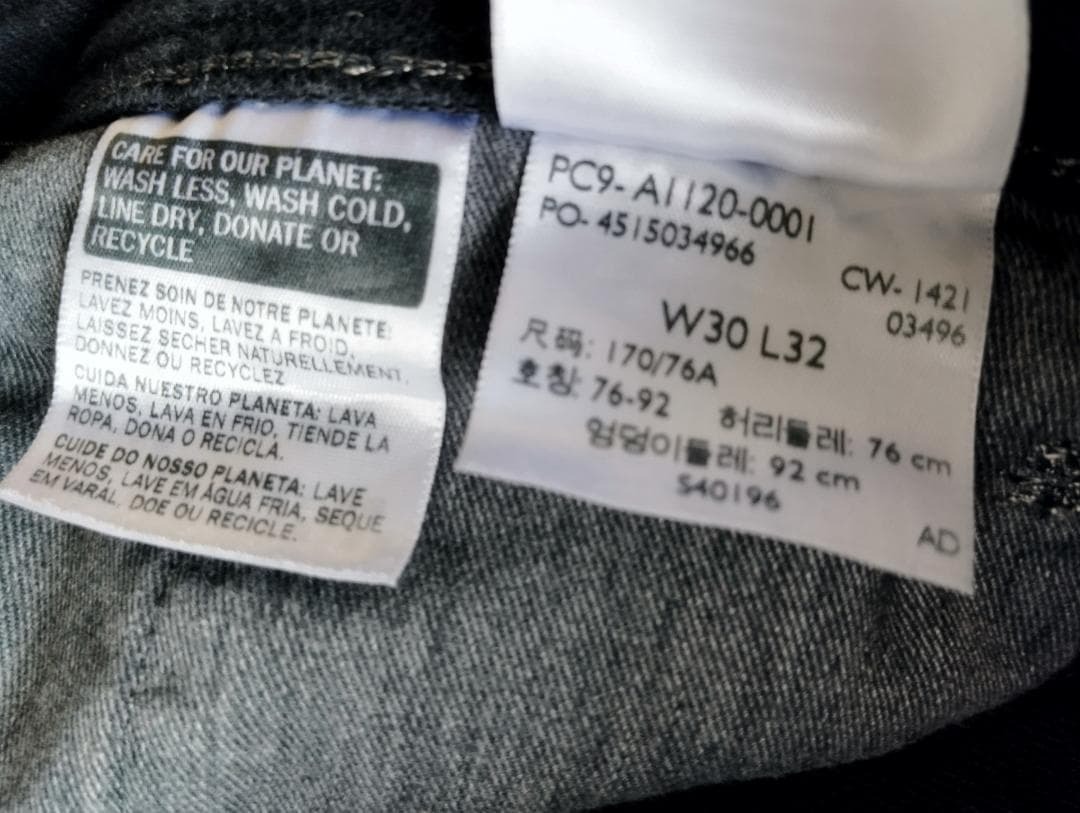 CARE FOR OUR PLANET:
WASH LESS, WASH COLD,
LINE DRY, DONATE OR
RECYCLE
PRENEZ SOIN DE NOTRE PLANETE:
LAVEZ MOINS, LAVEZ A FROID,
LAISSEZ SECHER NATURELLEMENT,
DONNEZ OU RECYCLEZ
CUIDA NUESTRO PLANETA: LAVA
MENOS, LAVA EN FRIO, TIENDE LA
ROPA, DONA O RECICLA.
CUIDE DO NOSSO PLANETA: LAVE
MENOS, LAVE EM ÁGUA FRIA, SEQUE
EM VARAL, DOE OU RECICLE.
PC9- A1120-0001
PO- 4515034966
CW- 1421
03496
W30 L32
尺码: 170/76A
호칭: 76-92
허리둘레: 76 cm
엉덩이둘레: 92 cm
S40196
AD